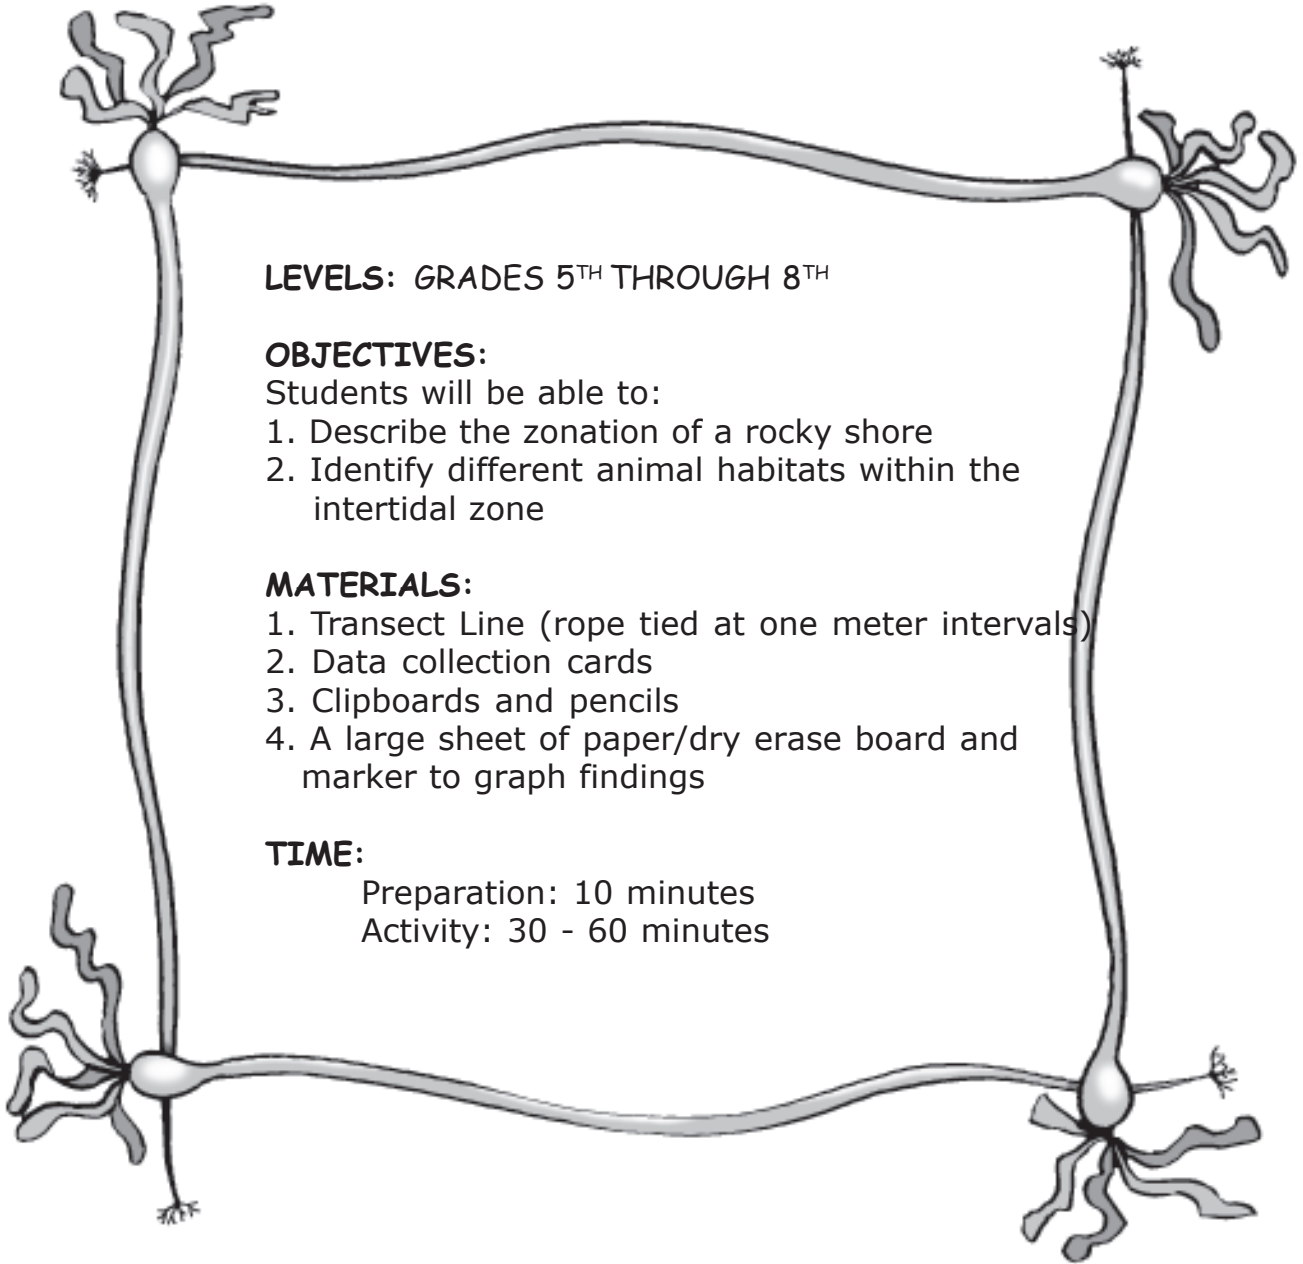 LEVELS: GRADES 5TH THROUGH 8TH
OBJECTIVES:
Students will be able to:
1. Describe the zonation of a rocky shore
2. Identify different animal habitats within the
intertidal zone
MATERIALS:
1. Transect Line (rope tied at one meter intervals)
2. Data collection cards
3. Clipboards and pencils
4. A large sheet of paper/dry erase board and
marker to graph findings
TIME:
Preparation: 10 minutes
Activity: 30 - 60 minutes